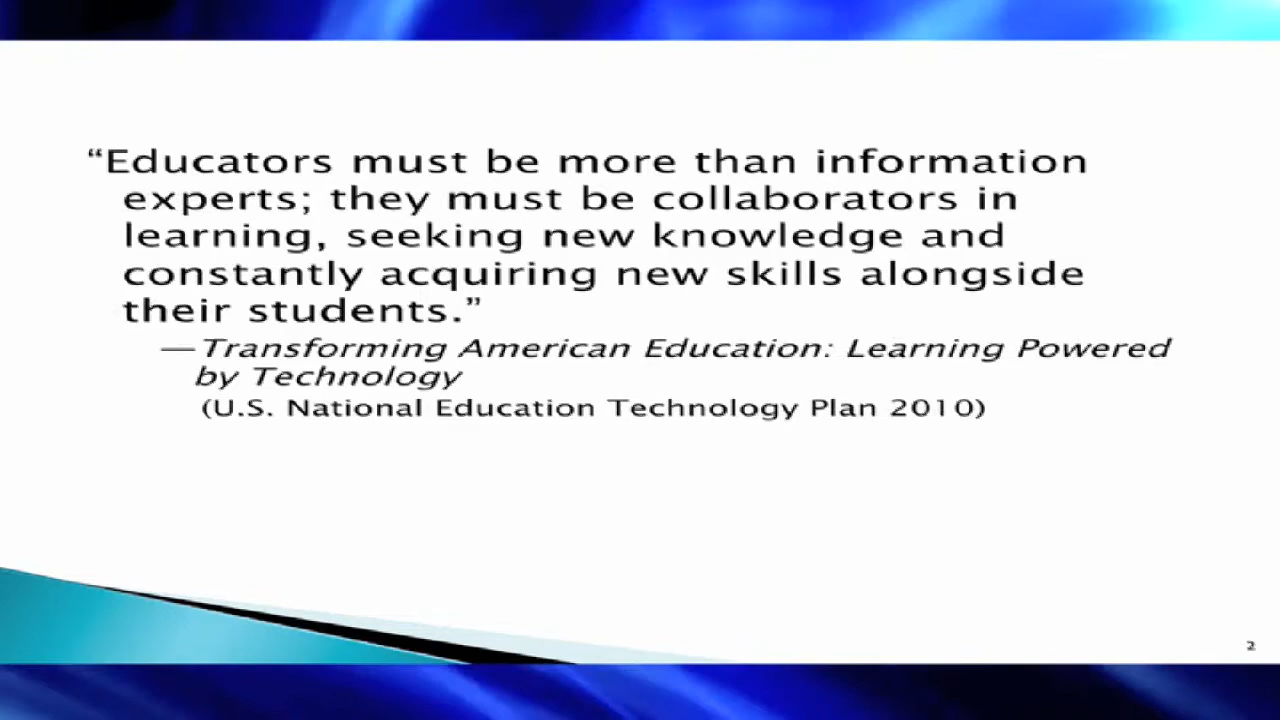 “Educators must be more than information
experts; they must be collaborators in
learning, seeking new knowledge and
constantly acquiring new skills alongside
their students.”
—Transforming American Education: Learning Powered
by Technology
(U.S. National Education Technology Plan 2010)
2